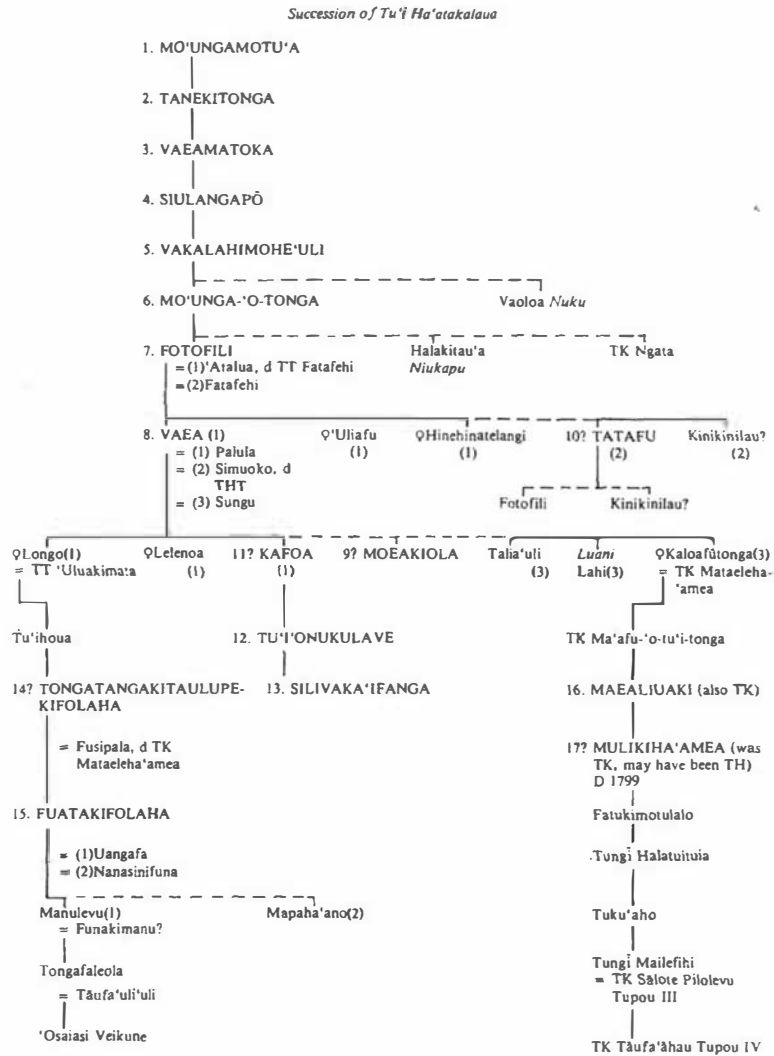 Succession of Tu‘i Ha‘atakalaua
1. MO‘UNGAMOTU‘A
2. TANEKITONGA
3. VAEAMATOKA
4. SIULANGAPŌ
5. VAKALAHIMOHE‘ULI
6. MO‘UNGA-‘O-TONGA
Vaoloa Nuku
7. FOTOFILI
= (1)‘Atalua, d TT Fatafehi
= (2)Fatafehi
Halakitau‘a
Niukapu
TK Ngata
8. VAEA (1)
= (1) Palula
= (2) Simuoko, d
THT
= (3) Sungu
♀‘Uliafu
(1)
♀Hinehinatelangi
(1)
10? TATAFU
(2)
Kinikinilau?
(2)
Fotofili
Kinikinilau?
♀Longo(1)
= TT ‘Uluakimata
♀Lelenoa
(1)
11? KAFOA
(1)
9? MOEAKIOLA
Talia‘uli
(3)
Luani
Lahi(3)
♀Kaloafūtonga(3)
= TK Mataeleha-
‘amea
Tu‘ihoua
12. TU‘I‘ONUKULAVE
TK Ma‘afu-‘o-tu‘i-tonga
14? TONGATANGAKITAULUPE-
KIFOLAHA
13. SILIVAKA‘IFANGA
16. MAEALIUAKI (also TK)
= Fusipala, d TK
Mataeleha‘amea
17? MULIKIHA‘AMEA (was
TK, may have been TH)
D 1799
15. FUATAKIFOLAHA
Fatukimotulalo
= (1)Uangafa
= (2)Nanasinifuna
Tungī Halatuituia
Manulevu(1)
= Funakimanu?
Mapaha‘ano(2)
Tuku‘aho
Tongafaleola
= Tāufa‘uli‘uli
Tungī Mailefihi
= TK Sālote Pilolevu
Tupou III
‘Osaiasi Veikune
TK Tāufa‘āhau Tupou IV